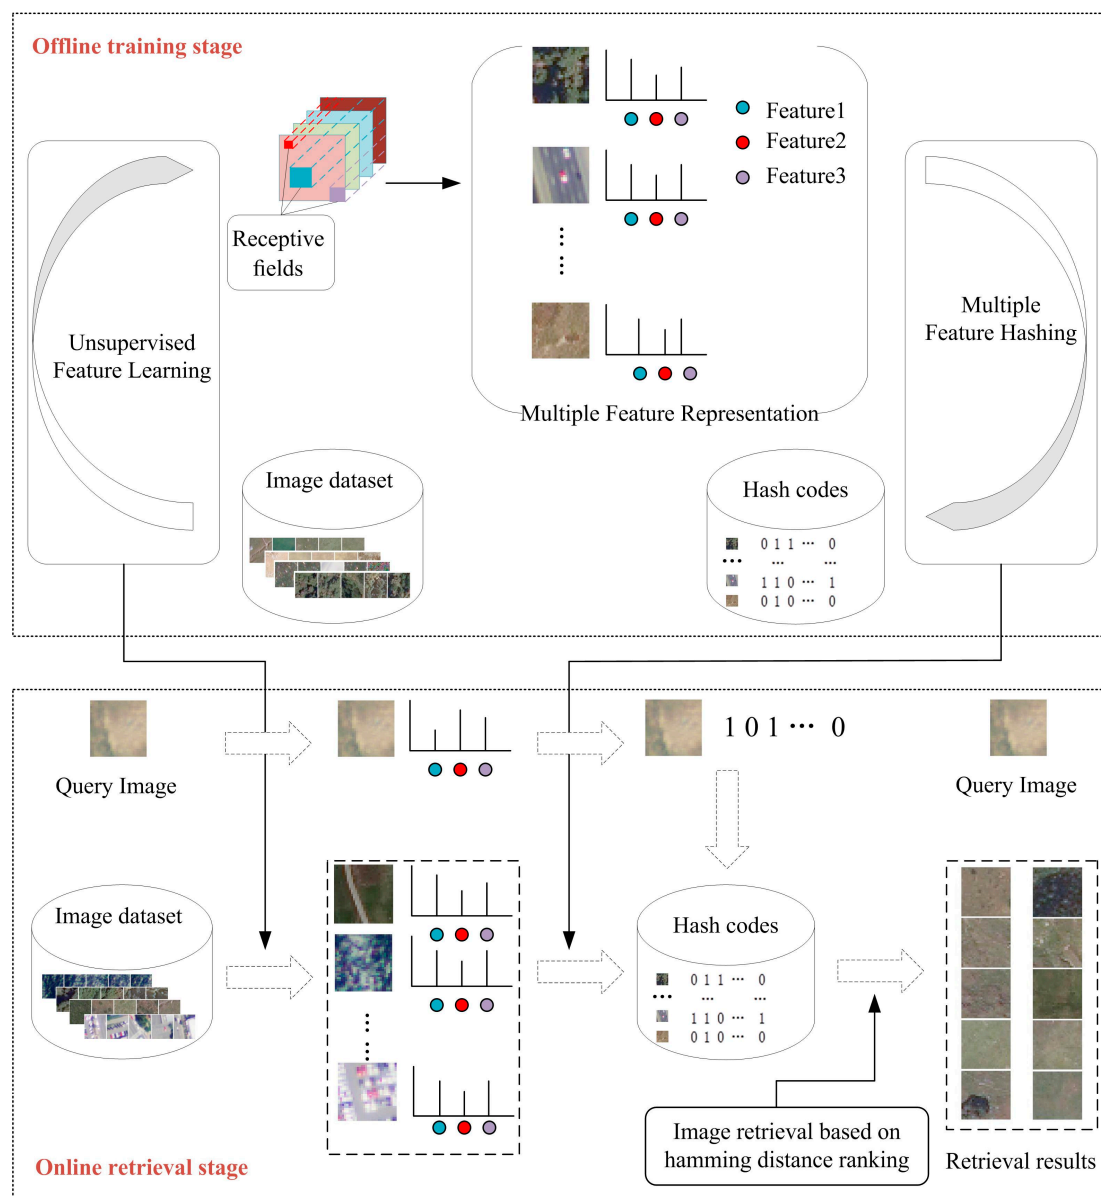 Offline training stage
Feature1
Feature2
Feature3
Receptive
fields
Unsupervised
Feature Learning
Multiple
Feature Hashing
Multiple Feature Representation
Image dataset
Hash codes
0 1 1 ··· 0
··· ··· ···
1 1 0 ··· 1
0 1 0 ··· 0
1 0 1 ··· 0
Query Image
Query Image
Image dataset
Hash codes
0 1 1 ··· 0
··· ··· ···
1 1 0 ··· 1
0 1 0 ··· 0
Image retrieval based on
hamming distance ranking
Retrieval results
Online retrieval stage